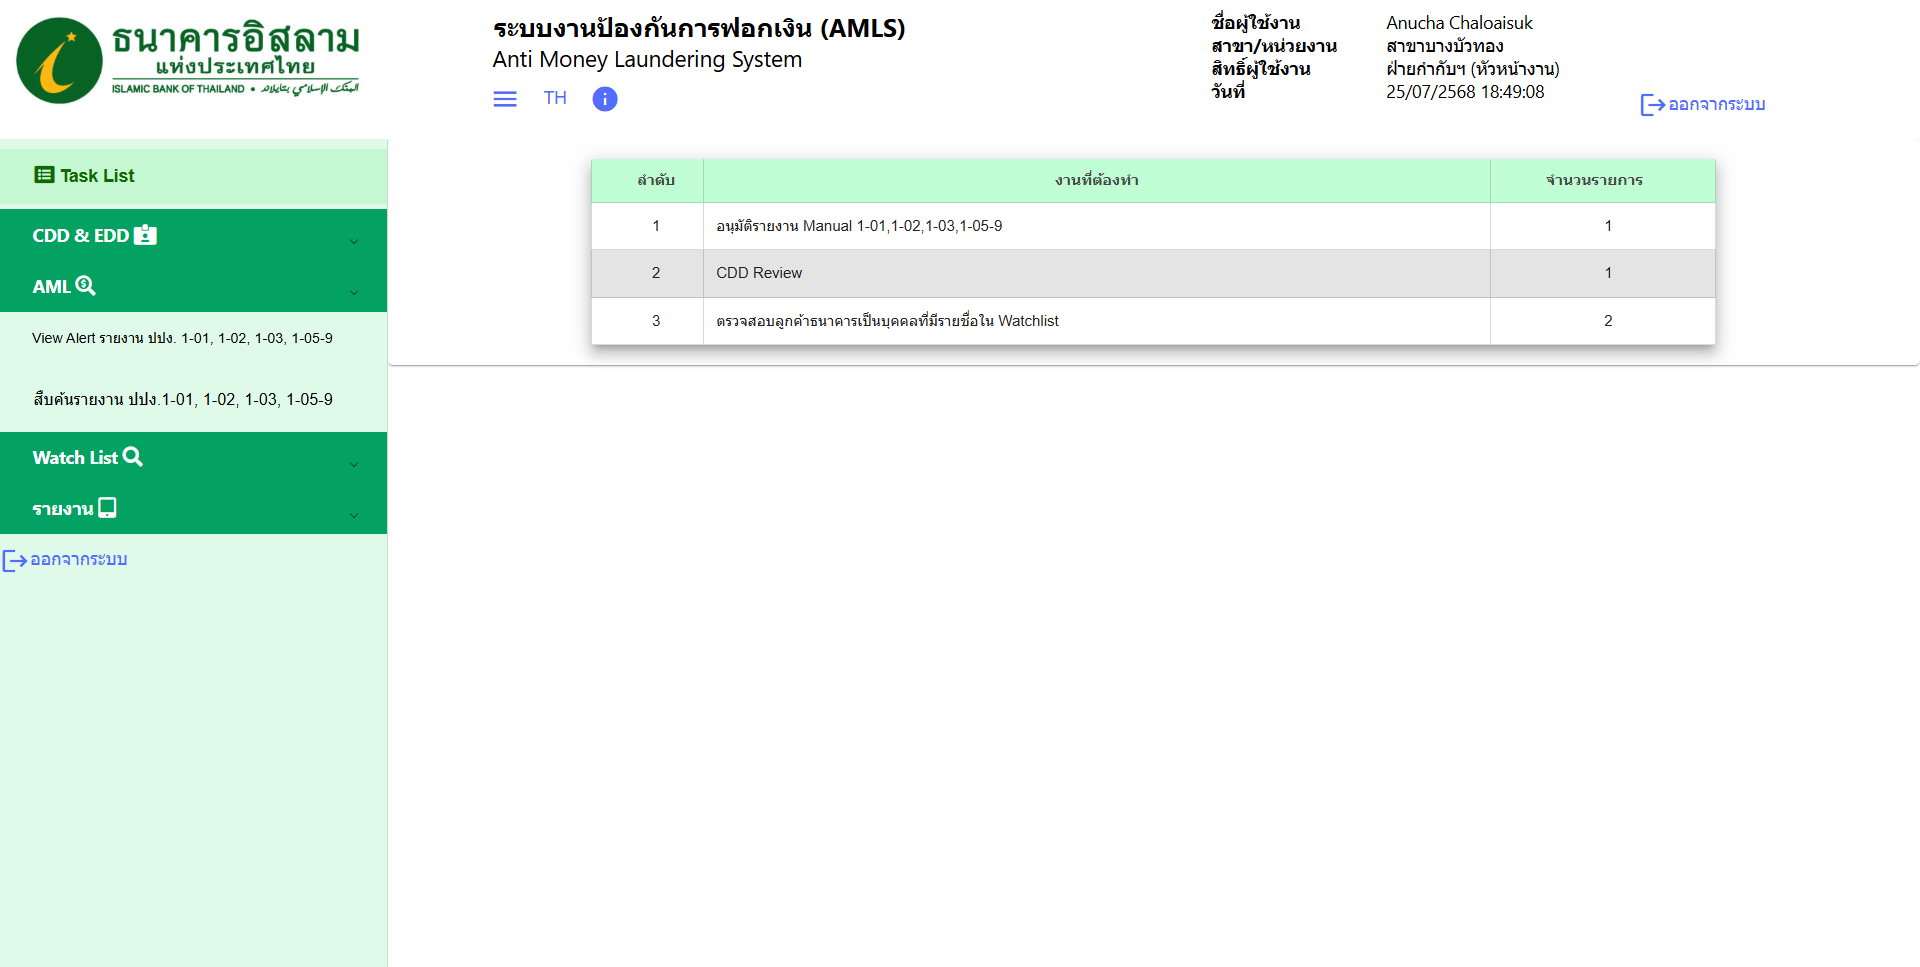 ธนาคารอิสลาม
แห่งประเทศไทย
ISLAMIC BANK OF THAILAND • البنك الإسلامي بتايلاند
ระบบงานป้องกันการฟอกเงิน (AMLS)
Anti Money Laundering System
TH
ชื่อผู้ใช้งาน Anucha Chaloaisuk
สาขา/หน่วยงาน สาขาบางบัวทอง
สิทธิ์ผู้ใช้งาน ฝ่ายกำกับฯ (หัวหน้างาน)
วันที่ 25/07/2568 18:49:08
ออกจากระบบ
Task List
CDD & EDD
AML
View Alert รายงาน ปปง. 1-01, 1-02, 1-03, 1-05-9
สืบค้นรายงาน ปปง.1-01, 1-02, 1-03, 1-05-9
Watch List
รายงาน
ออกจากระบบ
ลำดับ งานที่ต้องทำ จำนวนรายการ
1 อนุมัติรายงาน Manual 1-01,1-02,1-03,1-05-9 1
2 CDD Review 1
3 ตรวจสอบลูกค้าธนาคารเป็นบุคคลที่มีรายชื่อใน Watchlist 2